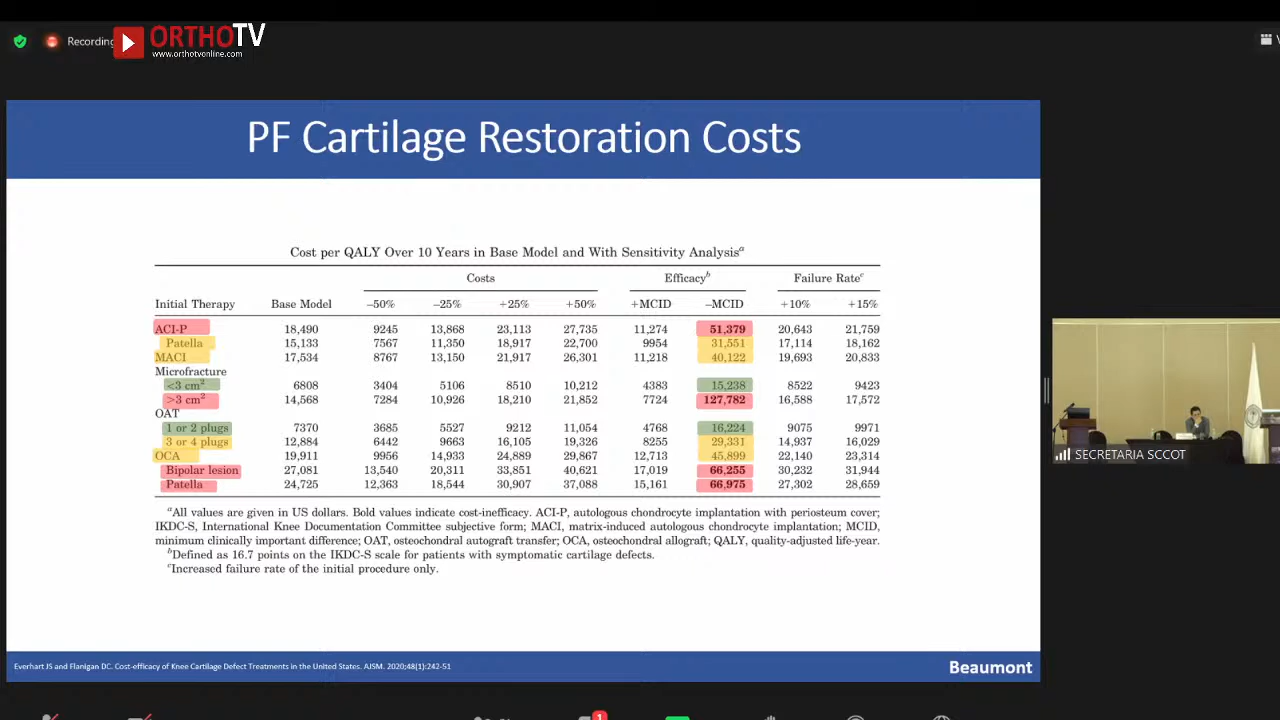 Recording
ORTHOTV
www.orthotvonline.com
PF Cartilage Restoration Costs
Cost per QALY Over 10 Years in Base Model and With Sensitivity Analysisa
Costs Efficacyb Failure Ratec
Initial Therapy Base Model –50% –25% +25% +50% +MCID –MCID +10% +15%
ACI-P 18,490 9245 13,868 23,113 27,735 11,274 51,379 20,643 21,759
Patella 15,133 7567 11,350 18,917 22,700 9954 31,551 17,114 18,162
MACI 17,534 8767 13,150 21,917 26,301 11,218 40,122 19,693 20,833
Microfracture
<3 cm2 6808 3404 5106 8510 10,212 4383 15,238 8522 9423
>3 cm2 14,568 7284 10,926 18,210 21,852 7724 127,782 16,588 17,572
OAT
1 or 2 plugs 7370 3685 5527 9212 11,054 4768 16,224 9075 9971
3 or 4 plugs 12,884 6442 9663 16,105 19,326 8255 29,331 14,937 16,029
OCA 19,911 9956 14,933 24,889 29,867 12,713 45,899 22,140 23,314
Bipolar lesion 27,081 13,540 20,311 33,851 40,621 17,019 66,255 30,232 31,944
Patella 24,725 12,363 18,544 30,907 37,088 15,161 66,975 27,302 28,659
aAll values are given in US dollars. Bold values indicate cost-inefficacy. ACI-P, autologous chondrocyte implantation with periosteum cover;
IKDC-S, International Knee Documentation Committee subjective form; MACI, matrix-induced autologous chondrocyte implantation; MCID,
minimum clinically important difference; OAT, osteochondral autograft transfer; OCA, osteochondral allograft; QALY, quality-adjusted life-year.
bDefined as 16.7 points on the IKDC-S scale for patients with symptomatic cartilage defects.
cIncreased failure rate of the initial procedure only.
SECRETARIA SCCOT
Everhart JS and Flanigan DC. Cost-efficacy of Knee Cartilage Defect Treatments in the United States. AJSM. 2020;48(1):242-51
Beaumont
1